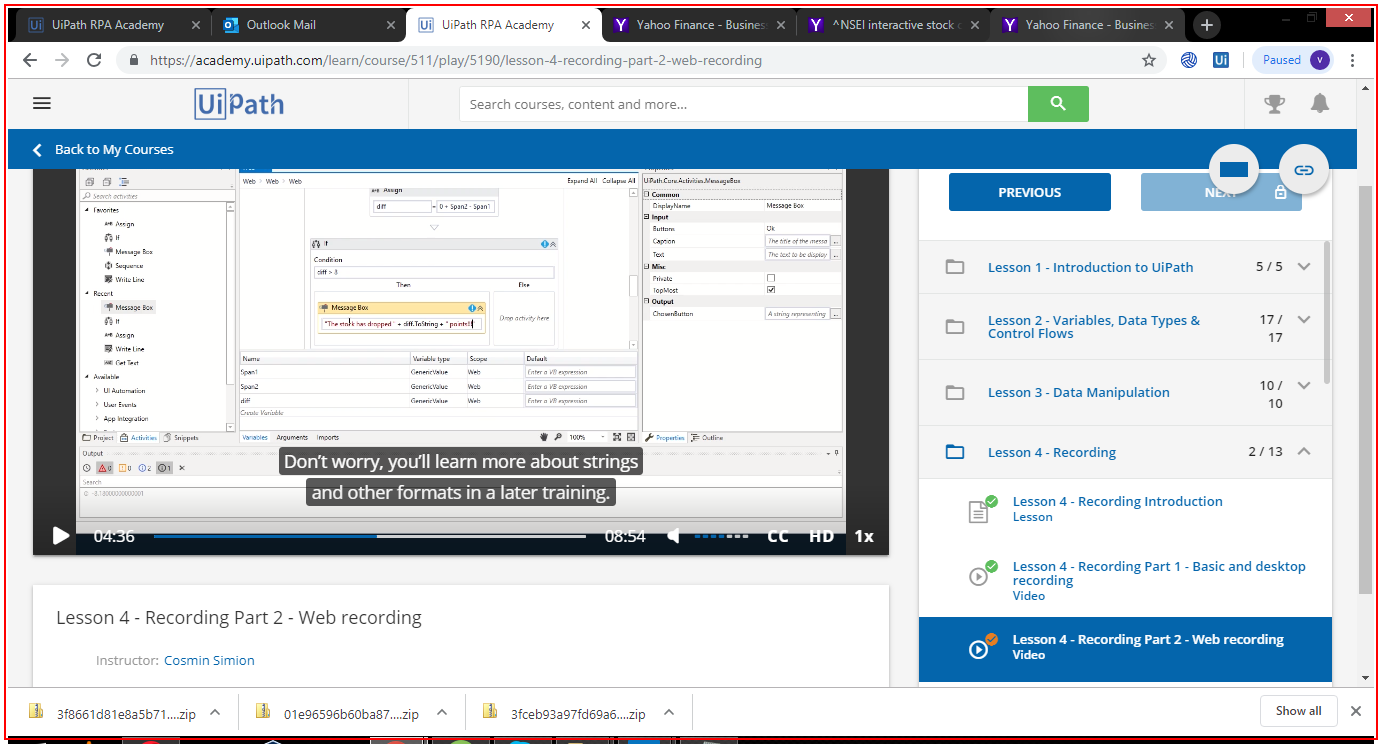 UiPath RPA Academy
Outlook Mail
UiPath RPA Academy
Yahoo Finance - Business
^NSEI interactive stock c
Yahoo Finance - Business
https://academy.uipath.com/learn/course/511/play/5190/lesson-4-recording-part-2-web-recording
Ui
Paused
V
UiPath
Search courses, content and more...
Back to My Courses
Web > Web > Web
Expand All Collapse All
Search activities
Favorites
Assign
If
Message Box
Sequence
Write Line
Recent
Message Box
If
Assign
Write Line
Get Text
Available
UI Automation
User Events
App Integration
Assign
diff = 0 + Span2 - Span1
If
Condition
diff > 8
Then
Else
Message Box
"The stock has dropped " + diff.ToString + " points!!
Drop activity here
Name Variable type Scope Default
Span1 GenericValue Web Enter a VB expression
Span2 GenericValue Web Enter a VB expression
diff GenericValue Web Enter a VB expression
Create Variable
Variables Arguments Imports
100%
UiPath.Core.Activities.MessageBox
Common
DisplayName Message Box
Input
Buttons Ok
Caption The title of the messa ...
Text The text to be display ...
Misc
Private
TopMost
Output
ChosenButton A string representing ...
Properties Outline
Project Activities Snippets
Output
0 0 2 1
Search
-8.18000000000001
Don't worry, you'll learn more about strings
and other formats in a later training.
04:36
08:54
CC HD 1x
PREVIOUS
Lesson 1 - Introduction to UiPath 5 / 5
Lesson 2 - Variables, Data Types &
Control Flows
17 /
17
Lesson 3 - Data Manipulation
10 /
10
Lesson 4 - Recording 2 / 13
Lesson 4 - Recording Introduction
Lesson
Lesson 4 - Recording Part 1 - Basic and desktop
recording
Video
Lesson 4 - Recording Part 2 - Web recording
Video
Lesson 4 - Recording Part 2 - Web recording
Instructor: Cosmin Simion
3f8661d81e8a5b71....zip
01e96596b60ba87....zip
3fceb93a97fd69a6....zip
Show all